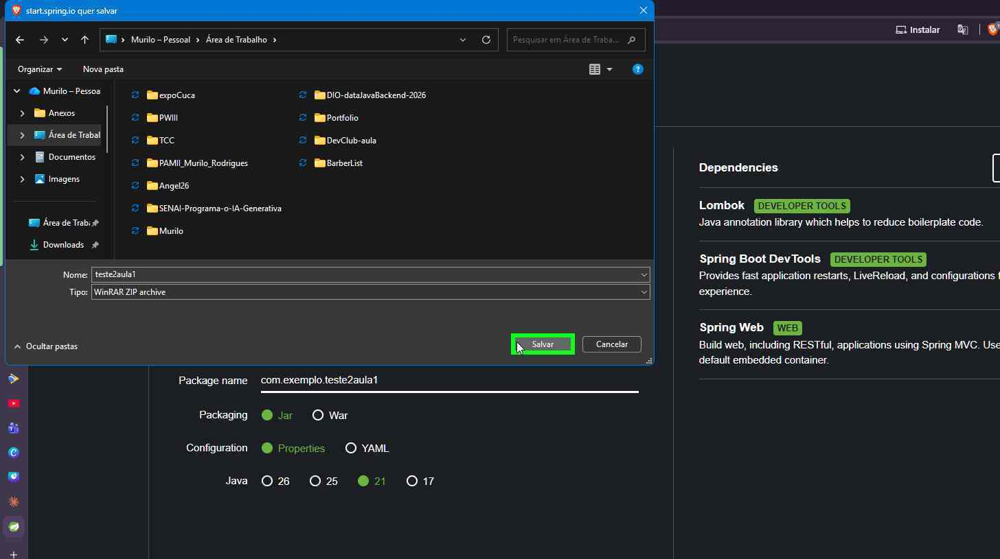 start.spring.io quer salvar
Instalar
Murilo – Pessoal
Área de Trabalho
Pesquisar em Área de Traba...
Organizar
Nova pasta
Murilo – Pessoa
Anexos
Área de Trabal
Documentos
Imagens
Área de Traba
Downloads
expoCuca
PWIII
TCC
PAMII_Murilo_Rodrigues
Angel26
SENAI-Programa-o-IA-Generativa
Murilo
DIO-dataJavaBackend-2026
Portfolio
DevClub-aula
BarberList
Nome: teste2aula1
Tipo: WinRAR ZIP archive
Ocultar pastas
Salvar
Cancelar
Package name com.exemplo.teste2aula1
Packaging Jar War
Configuration Properties YAML
Java 26 25 21 17
Dependencies
Lombok DEVELOPER TOOLS
Java annotation library which helps to reduce boilerplate code.
Spring Boot DevTools DEVELOPER TOOLS
Provides fast application restarts, LiveReload, and configurations f
experience.
Spring Web WEB
Build web, including RESTful, applications using Spring MVC. Use
default embedded container.